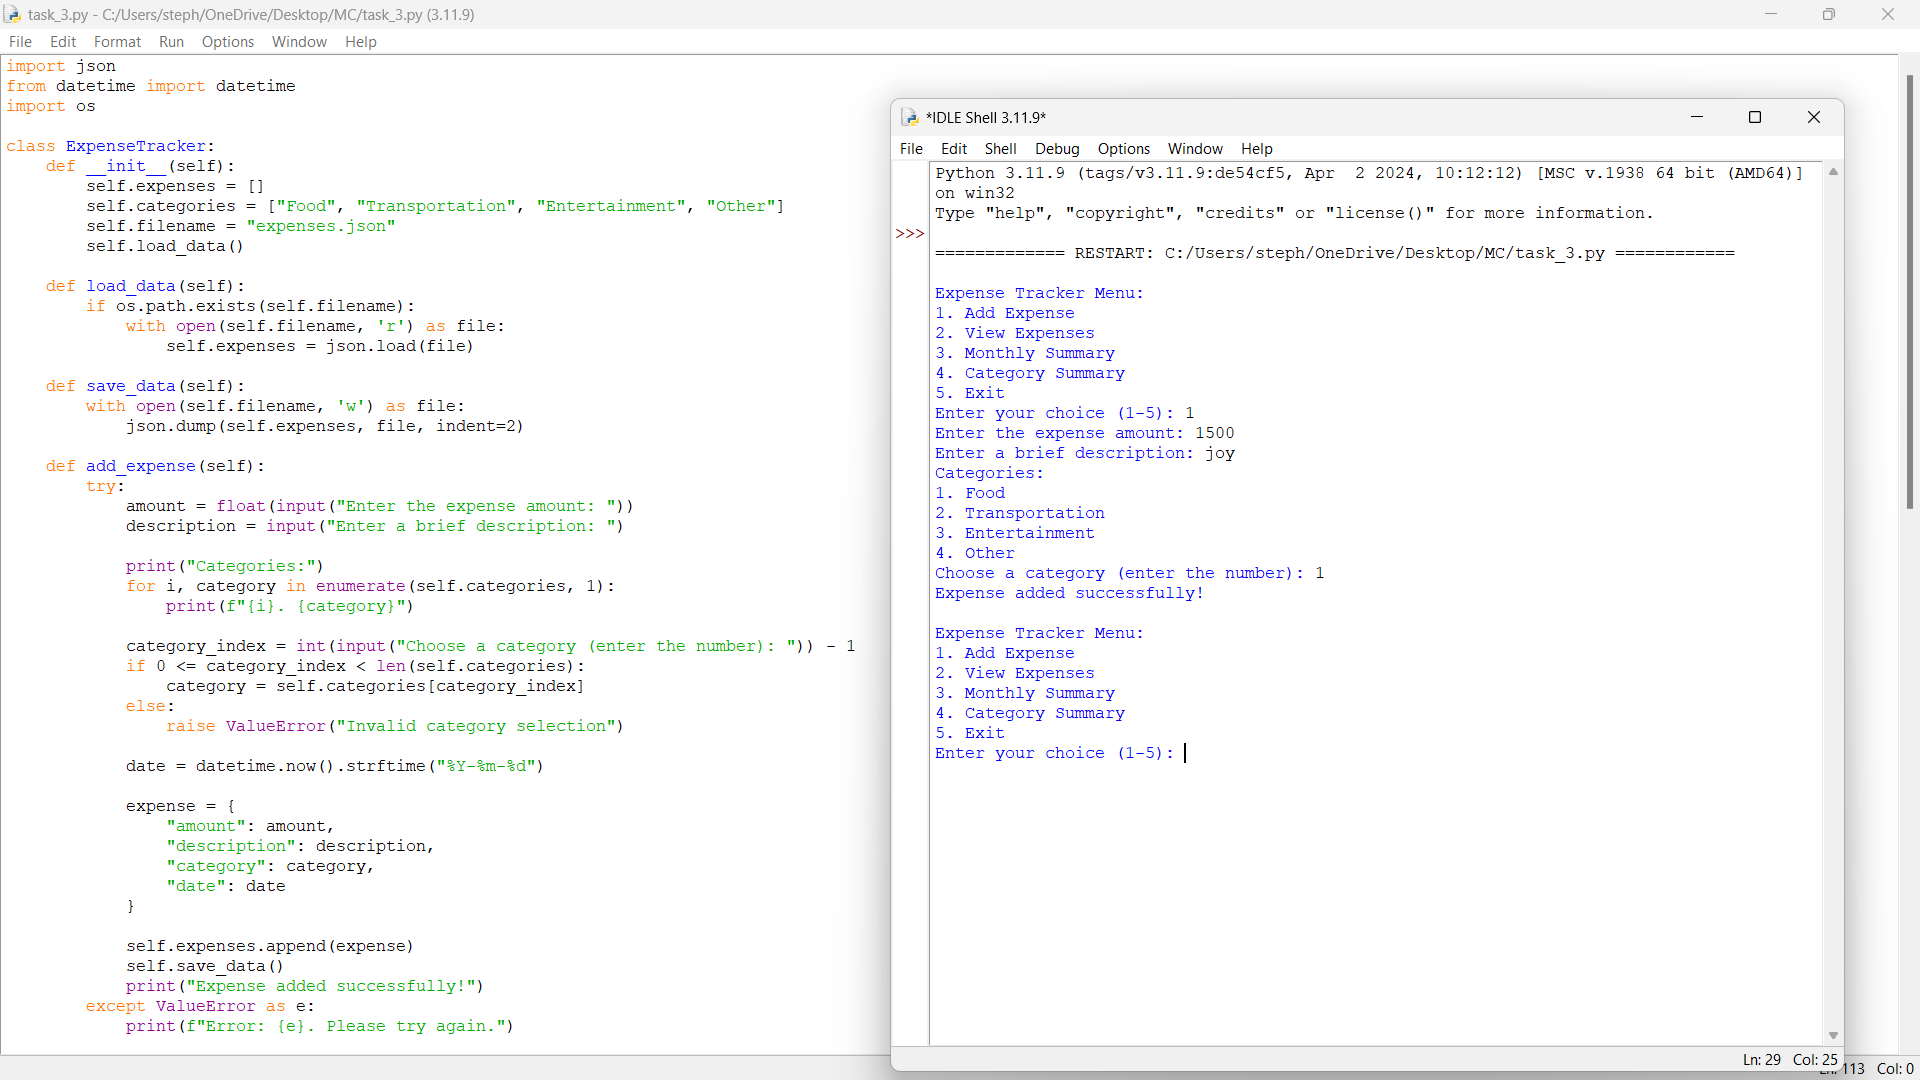 task_3.py - C:/Users/steph/OneDrive/Desktop/MC/task_3.py (3.11.9)
File Edit Format Run Options Window Help
import json
from datetime import datetime
import os

class ExpenseTracker:
    def __init__(self):
        self.expenses = []
        self.categories = ["Food", "Transportation", "Entertainment", "Other"]
        self.filename = "expenses.json"
        self.load_data()

    def load_data(self):
        if os.path.exists(self.filename):
            with open(self.filename, 'r') as file:
                self.expenses = json.load(file)

    def save_data(self):
        with open(self.filename, 'w') as file:
            json.dump(self.expenses, file, indent=2)

    def add_expense(self):
        try:
            amount = float(input("Enter the expense amount: "))
            description = input("Enter a brief description: ")

            print("Categories:")
            for i, category in enumerate(self.categories, 1):
                print(f"{i}. {category}")

            category_index = int(input("Choose a category (enter the number): ")) - 1
            if 0 <= category_index < len(self.categories):
                category = self.categories[category_index]
            else:
                raise ValueError("Invalid category selection")

            date = datetime.now().strftime("%Y-%m-%d")

            expense = {
                "amount": amount,
                "description": description,
                "category": category,
                "date": date
            }

            self.expenses.append(expense)
            self.save_data()
            print("Expense added successfully!")
        except ValueError as e:
            print(f"Error: {e}. Please try again.")
*IDLE Shell 3.11.9*
File Edit Shell Debug Options Window Help
Python 3.11.9 (tags/v3.11.9:de54cf5, Apr  2 2024, 10:12:12) [MSC v.1938 64 bit (AMD64)]
on win32
Type "help", "copyright", "credits" or "license()" for more information.
>>>
============= RESTART: C:/Users/steph/OneDrive/Desktop/MC/task_3.py ============

Expense Tracker Menu:
1. Add Expense
2. View Expenses
3. Monthly Summary
4. Category Summary
5. Exit
Enter your choice (1-5): 1
Enter the expense amount: 1500
Enter a brief description: joy
Categories:
1. Food
2. Transportation
3. Entertainment
4. Other
Choose a category (enter the number): 1
Expense added successfully!

Expense Tracker Menu:
1. Add Expense
2. View Expenses
3. Monthly Summary
4. Category Summary
5. Exit
Enter your choice (1-5):
Ln: 29 Col: 25
113 Col: 0